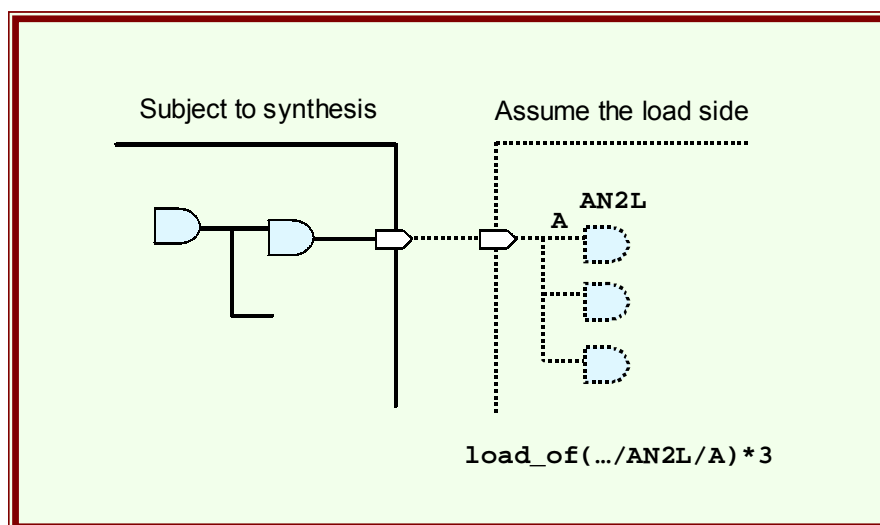 Subject to synthesis
Assume the load side
AN2L
A
load_of(…/AN2L/A)*3